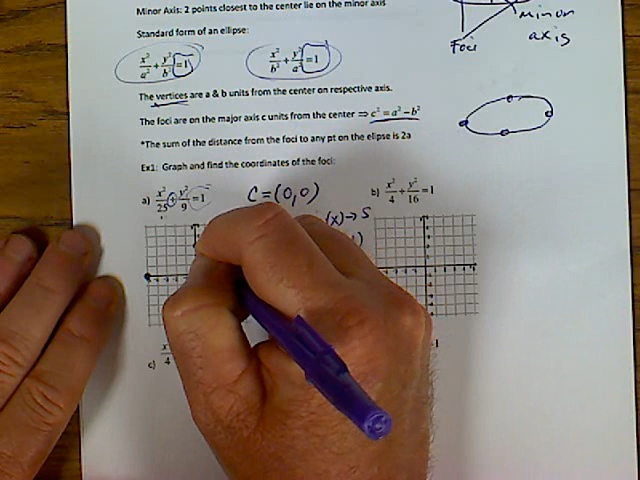 Minor Axis: 2 points closest to the center lie on the minor axis
Minor
axis
Foci
Standard form of an ellipse:
x²/a² + y²/b² = 1    x²/b² + y²/a² = 1
The vertices are a & b units from the center on respective axis.
The foci are on the major axis c units from the center ⇒ c² = a² − b²
*The sum of the distance from the foci to any pt on the elipse is 2a
Ex1: Graph and find the coordinates of the foci:
a) x²/25 + y²/9 = 1    C = (0,0)    b) x²/4 + y²/16 = 1
(x) → 5
c)